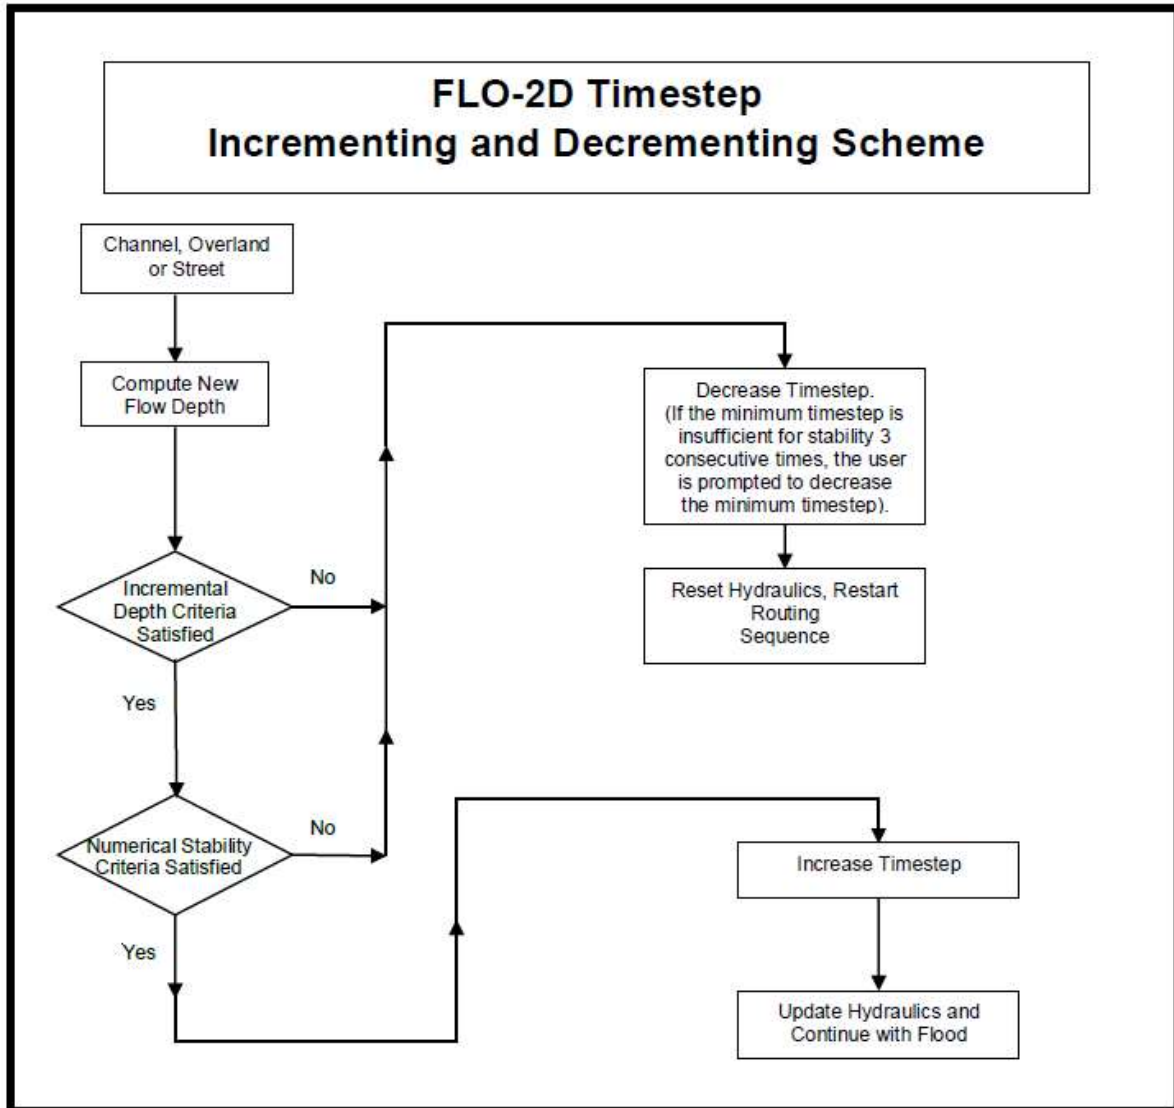 FLO-2D Timestep
Incrementing and Decrementing Scheme
Channel, Overland
or Street
Compute New
Flow Depth
Incremental
Depth Criteria
Satisfied
No
Yes
Numerical Stability
Criteria Satisfied
No
Yes
Decrease Timestep.
(If the minimum timestep is
insufficient for stability 3
consecutive times, the user
is prompted to decrease
the minimum timestep).
Reset Hydraulics, Restart
Routing
Sequence
Increase Timestep
Update Hydraulics and
Continue with Flood